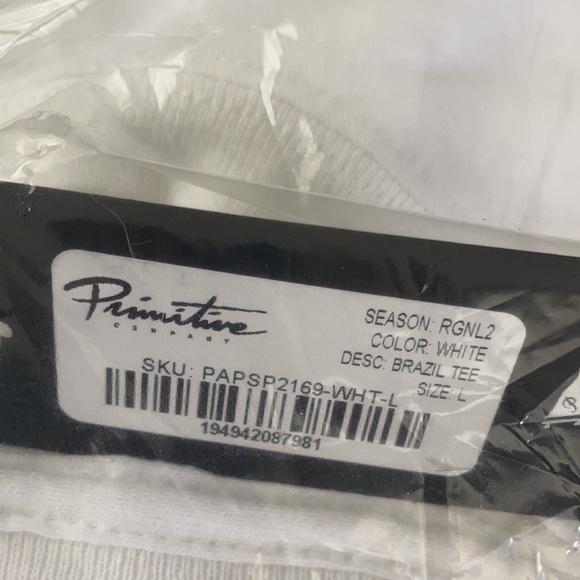 Primitive
COMPANY
SEASON: RGNL2
COLOR: WHITE
DESC: BRAZIL TEE
SIZE: L
SKU: PAPSP2169-WHT-L
194942087981